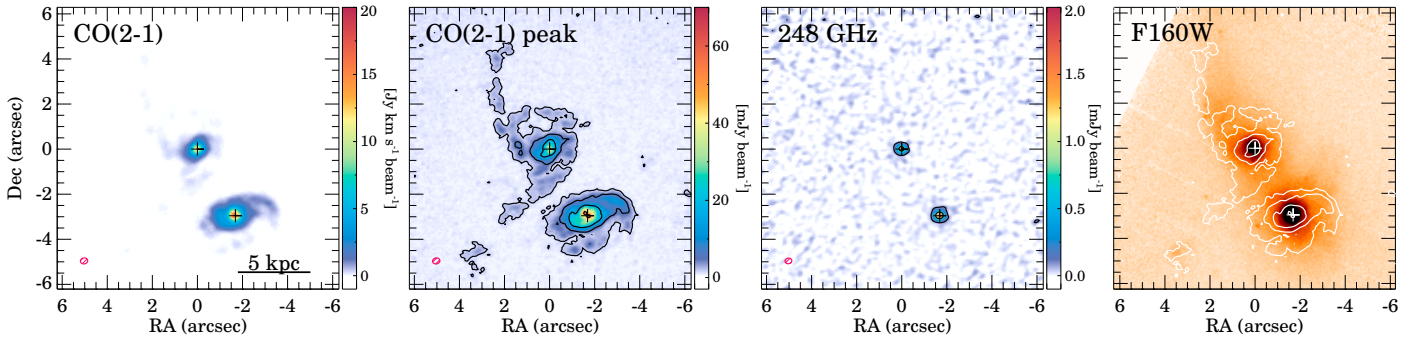 CO(2-1)
CO(2-1) peak
248 GHz
F160W
Dec (arcsec)
6
4
2
0
-2
-4
-6
5 kpc
6 4 2 0 -2 -4 -6
RA (arcsec)
20
15
10
5
0
[Jy km s⁻¹ beam⁻¹]
6 4 2 0 -2 -4 -6
RA (arcsec)
60
40
20
0
[mJy beam⁻¹]
6 4 2 0 -2 -4 -6
RA (arcsec)
2.0
1.5
1.0
0.5
0.0
[mJy beam⁻¹]
6 4 2 0 -2 -4 -6
RA (arcsec)